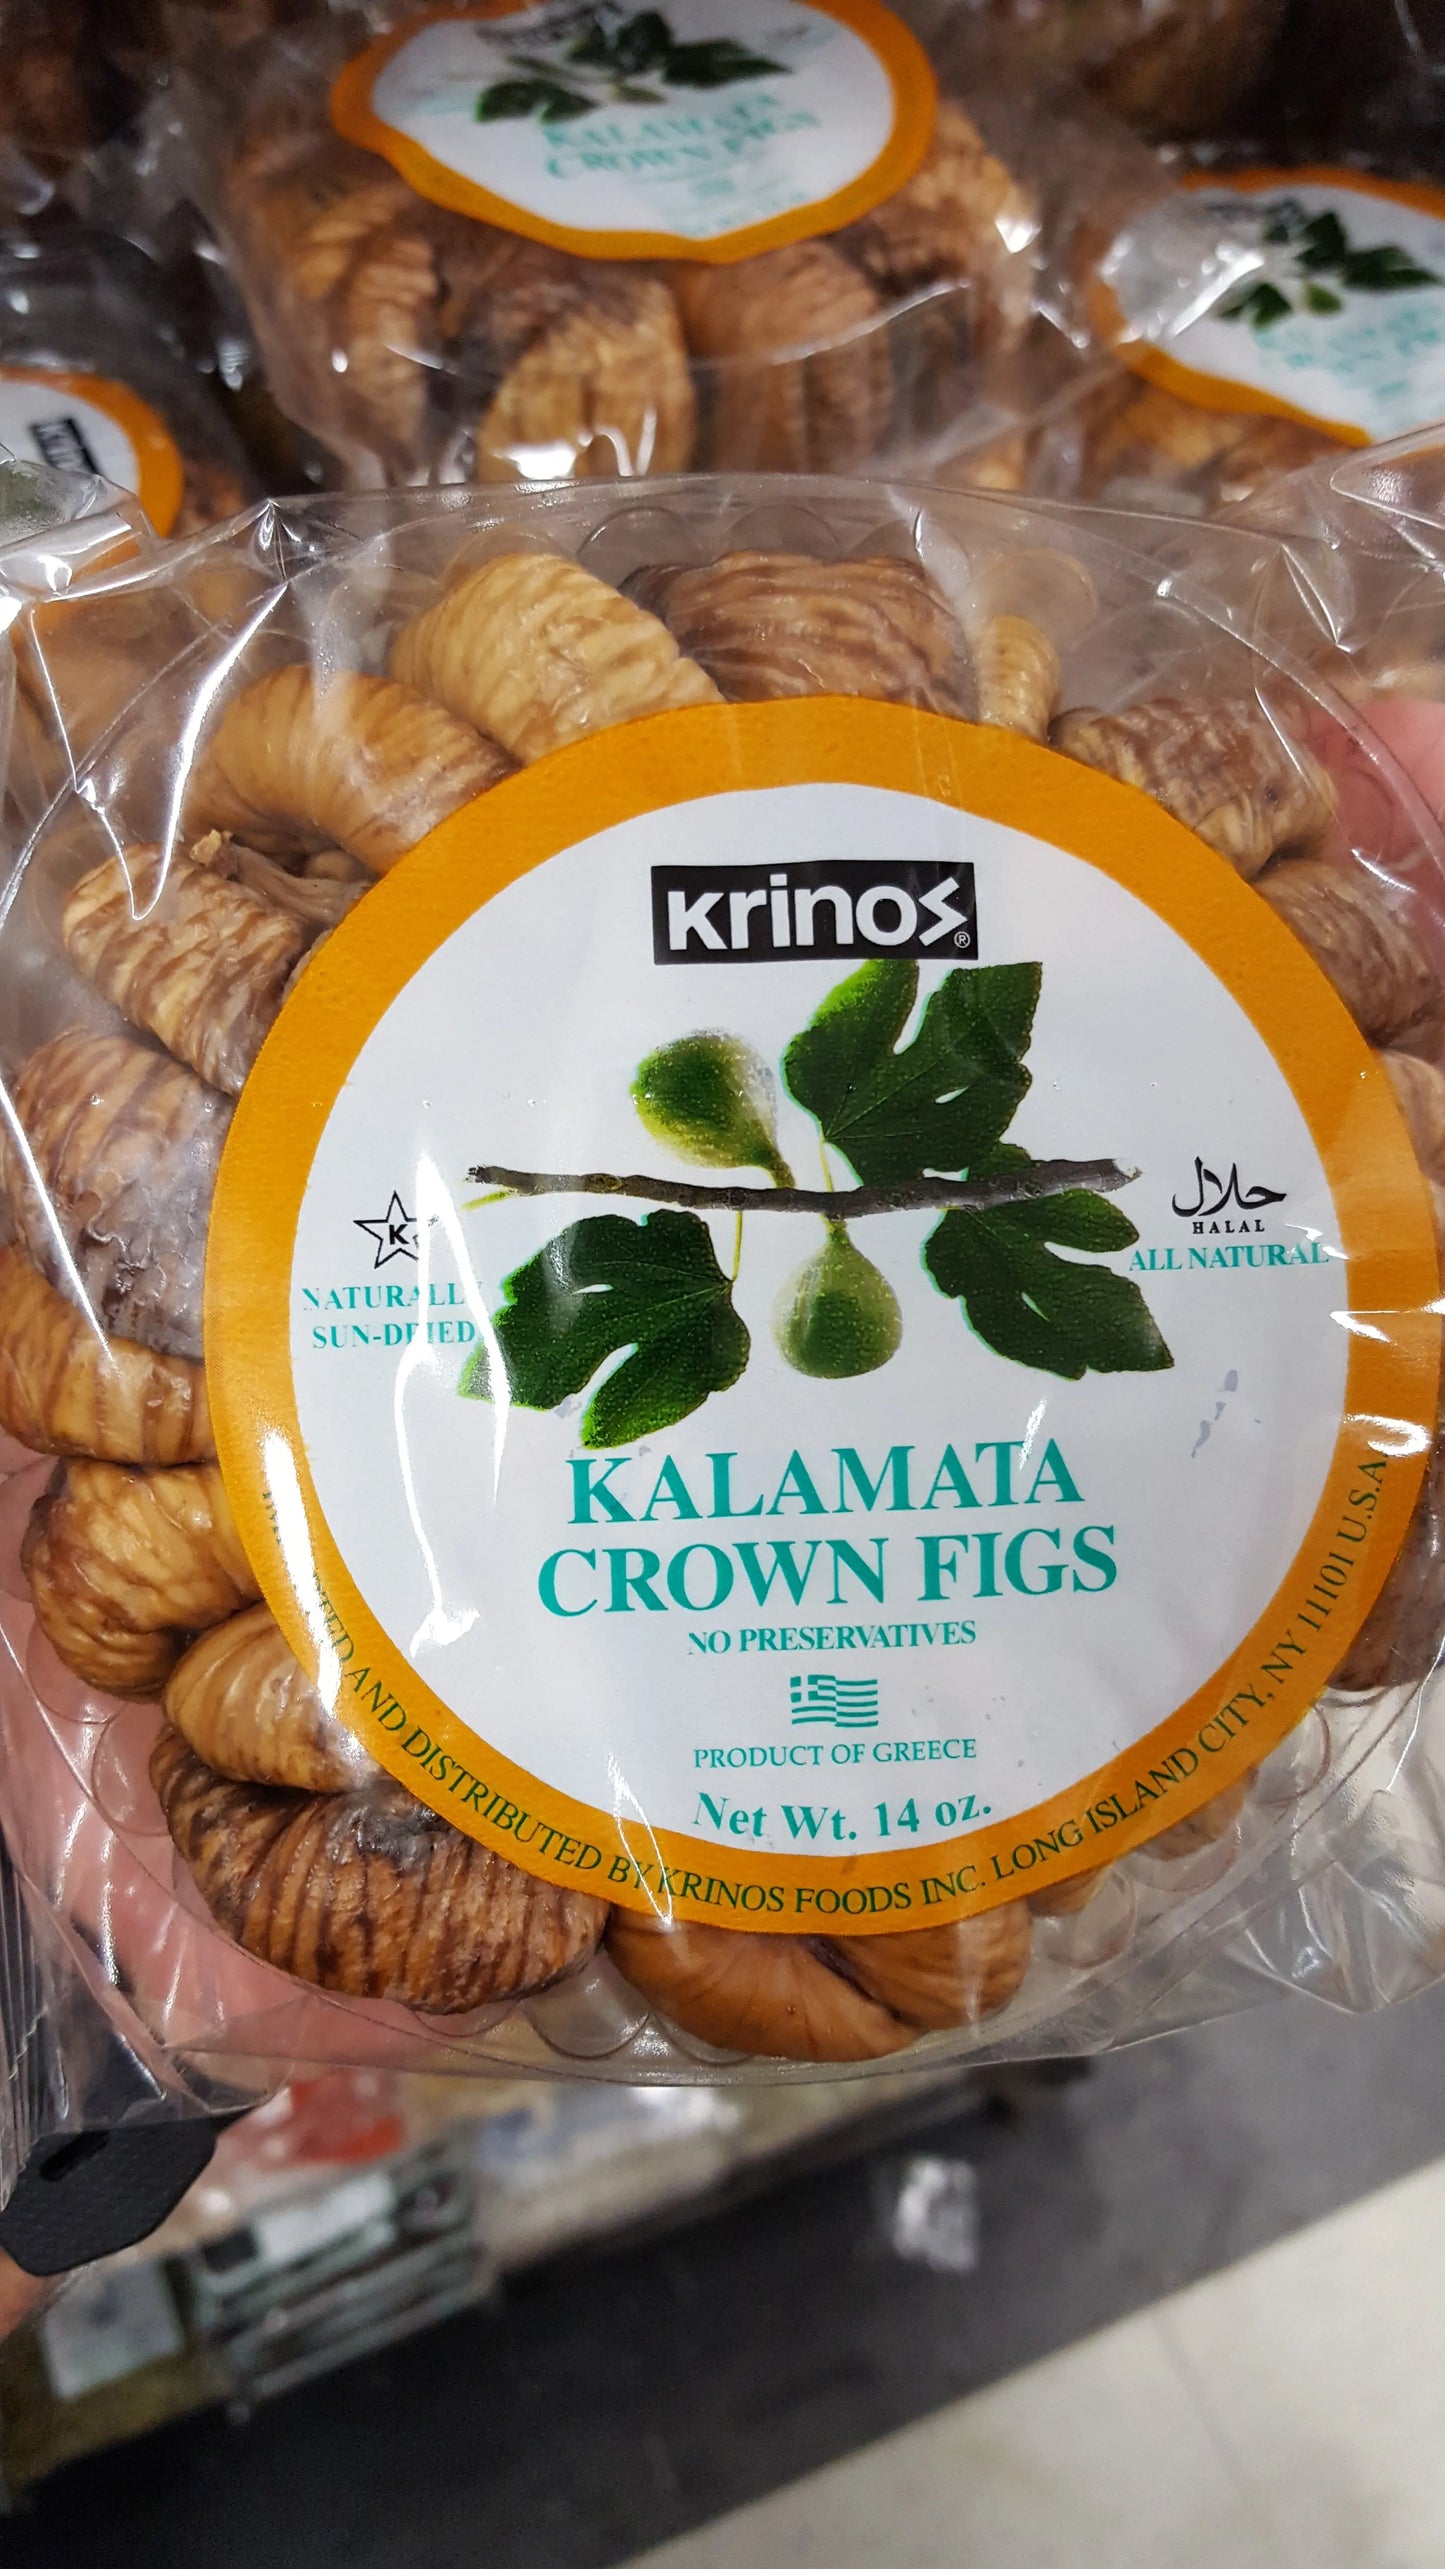 KALAMATA
CROWN FIGS
krinos
krinos®
K
NATURALLY
SUN-DRIED
حلال
HALAL
ALL NATURAL
KALAMATA
CROWN FIGS
NO PRESERVATIVES
PRODUCT OF GREECE
Net Wt. 14 oz.
AND DISTRIBUTED BY KRINOS FOODS INC. LONG ISLAND CITY, NY 11101 U.S.A.